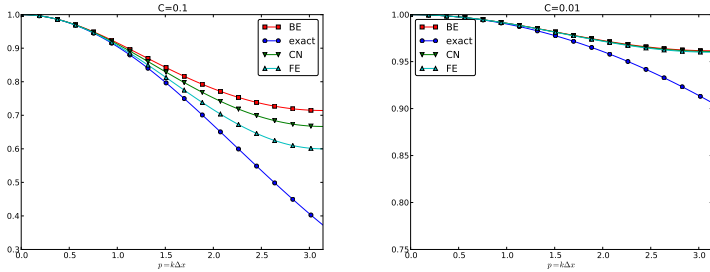 C=0.1
1.0
0.9
0.8
0.7
0.6
0.5
0.4
0.3
0.0 0.5 1.0 1.5 2.0 2.5 3.0
p = kΔx
BE
exact
CN
FE
C=0.01
1.00
0.95
0.90
0.85
0.80
0.75
0.0 0.5 1.0 1.5 2.0 2.5 3.0
p = kΔx
BE
exact
CN
FE